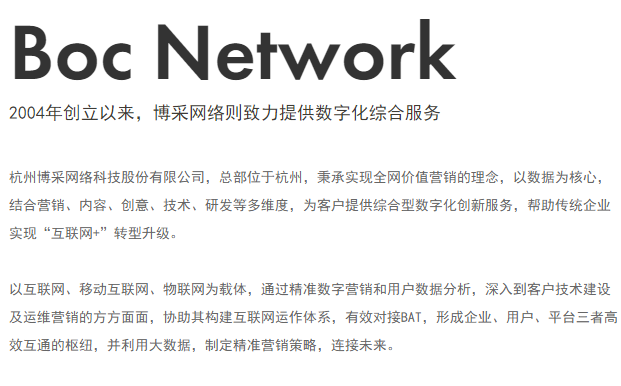 Boc Network
2004年创立以来，博采网络则致力提供数字化综合服务
杭州博采网络科技股份有限公司，总部位于杭州，秉承实现全网价值营销的理念，以数据为核心，
结合营销、内容、创意、技术、研发等多维度，为客户提供综合型数字化创新服务，帮助传统企业
实现“互联网+”转型升级。
以互联网、移动互联网、物联网为载体，通过精准数字营销和用户数据分析，深入到客户技术建设
及运维营销的方方面面，协助其构建互联网运作体系，有效对接BAT，形成企业、用户、平台三者高
效互通的枢纽，并利用大数据，制定精准营销策略，连接未来。